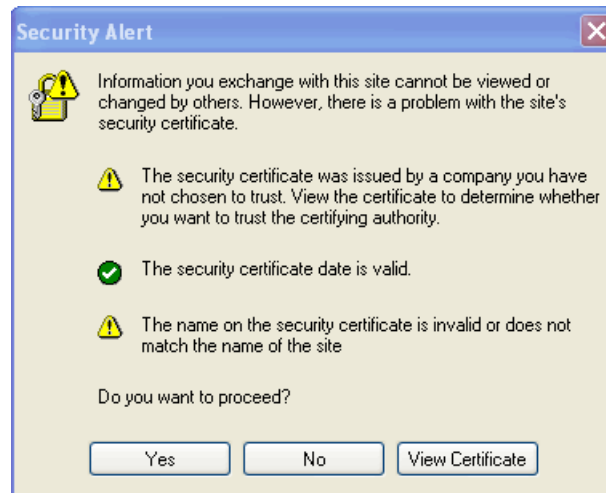 Security Alert
Information you exchange with this site cannot be viewed or
changed by others. However, there is a problem with the site's
security certificate.
The security certificate was issued by a company you have
not chosen to trust. View the certificate to determine whether
you want to trust the certifying authority.
The security certificate date is valid.
The name on the security certificate is invalid or does not
match the name of the site
Do you want to proceed?
Yes No View Certificate